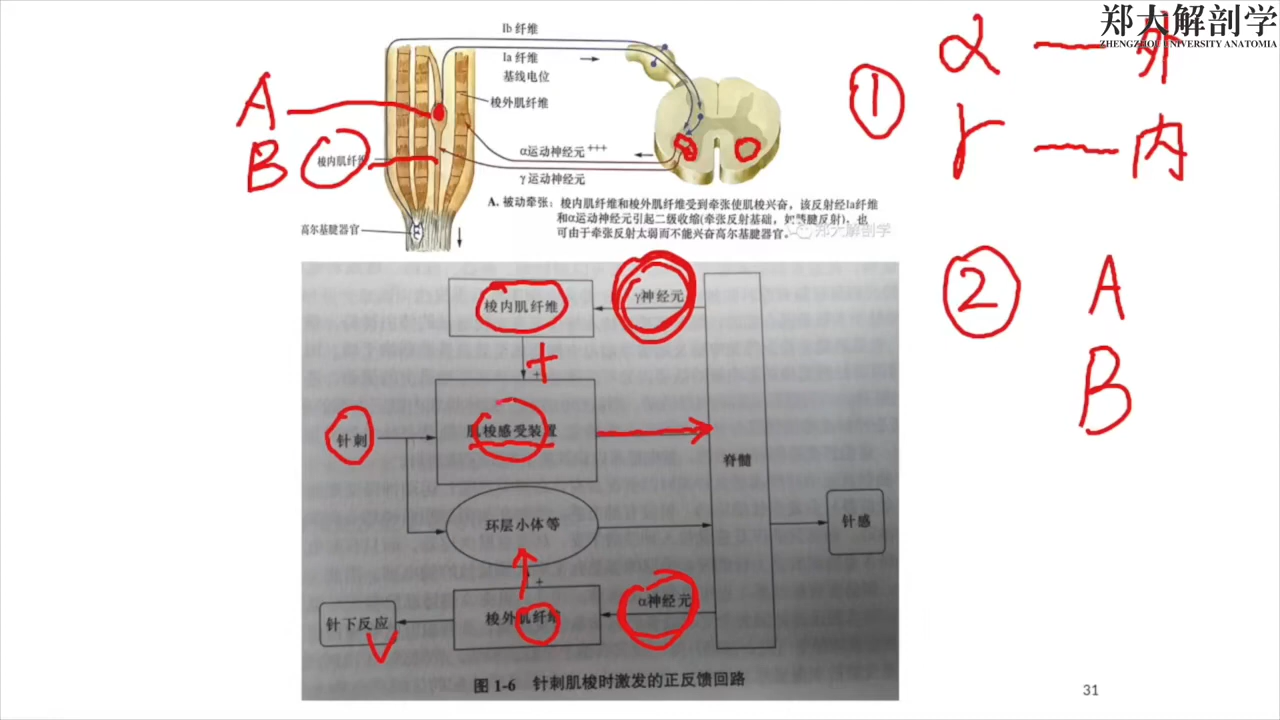 郑大解剖学
ZHENGZHOU UNIVERSITY ANATOMIA
α — 外
① γ — 内
② A
B
A
B
Ib 纤维
Ia 纤维
基线电位
梭外肌纤维
梭内肌纤维
α运动神经元+++
γ 运动神经元
高尔基腱器官
A. 被动牵张：梭内肌纤维和梭外肌纤维受到牵张使肌梭兴奋，该反射经Ia纤维
和α运动神经元引起二级收缩(牵张反射基础，如膝腱反射)，也
可由于牵张反射太弱而不能兴奋高尔基腱器官。
郑大解剖学
梭内肌纤维
γ神经元
+
+
针刺
肌梭感受装置
脊髓
环层小体等
针感
+
α神经元
梭外肌纤维
针下反应
图 1-6 针刺肌梭时激发的正反馈回路
31